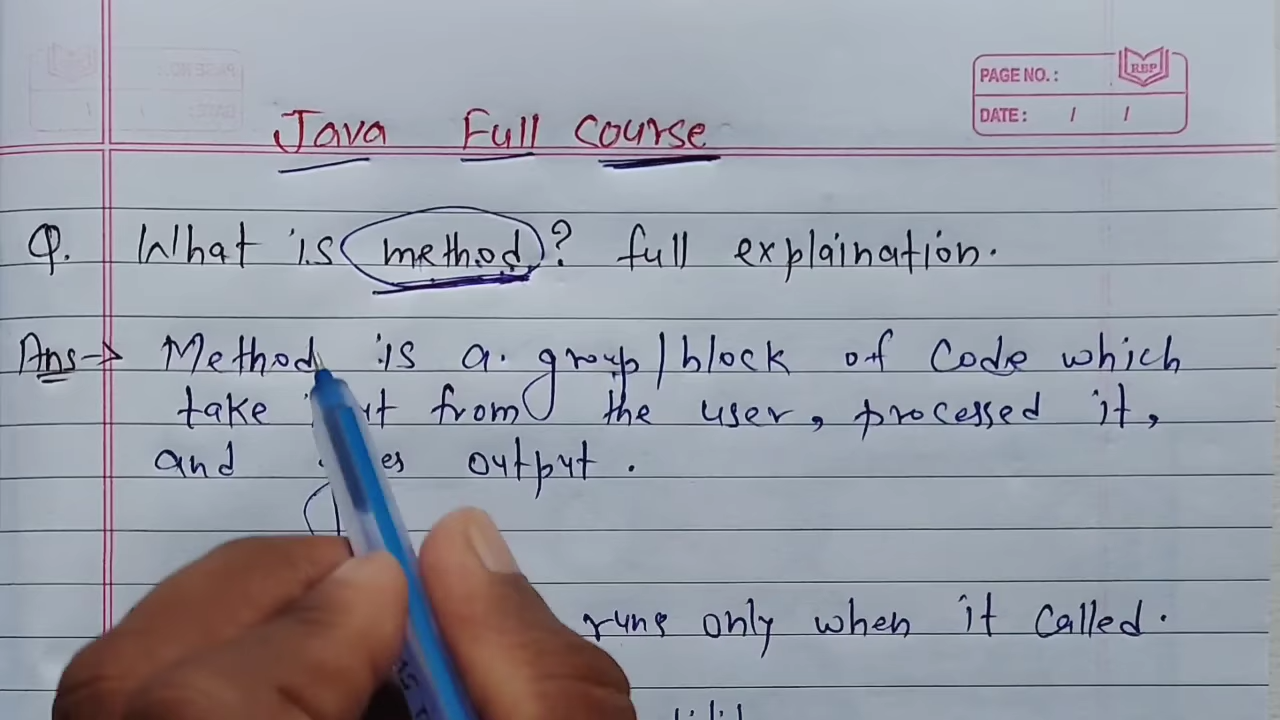 PAGE NO.:
REP
DATE: / /
Java Full Course
Q. What is method? full explaination.
Ans→ Method is a group/block of Code which
take from the user, processed it,
and output.
runs only when it called.